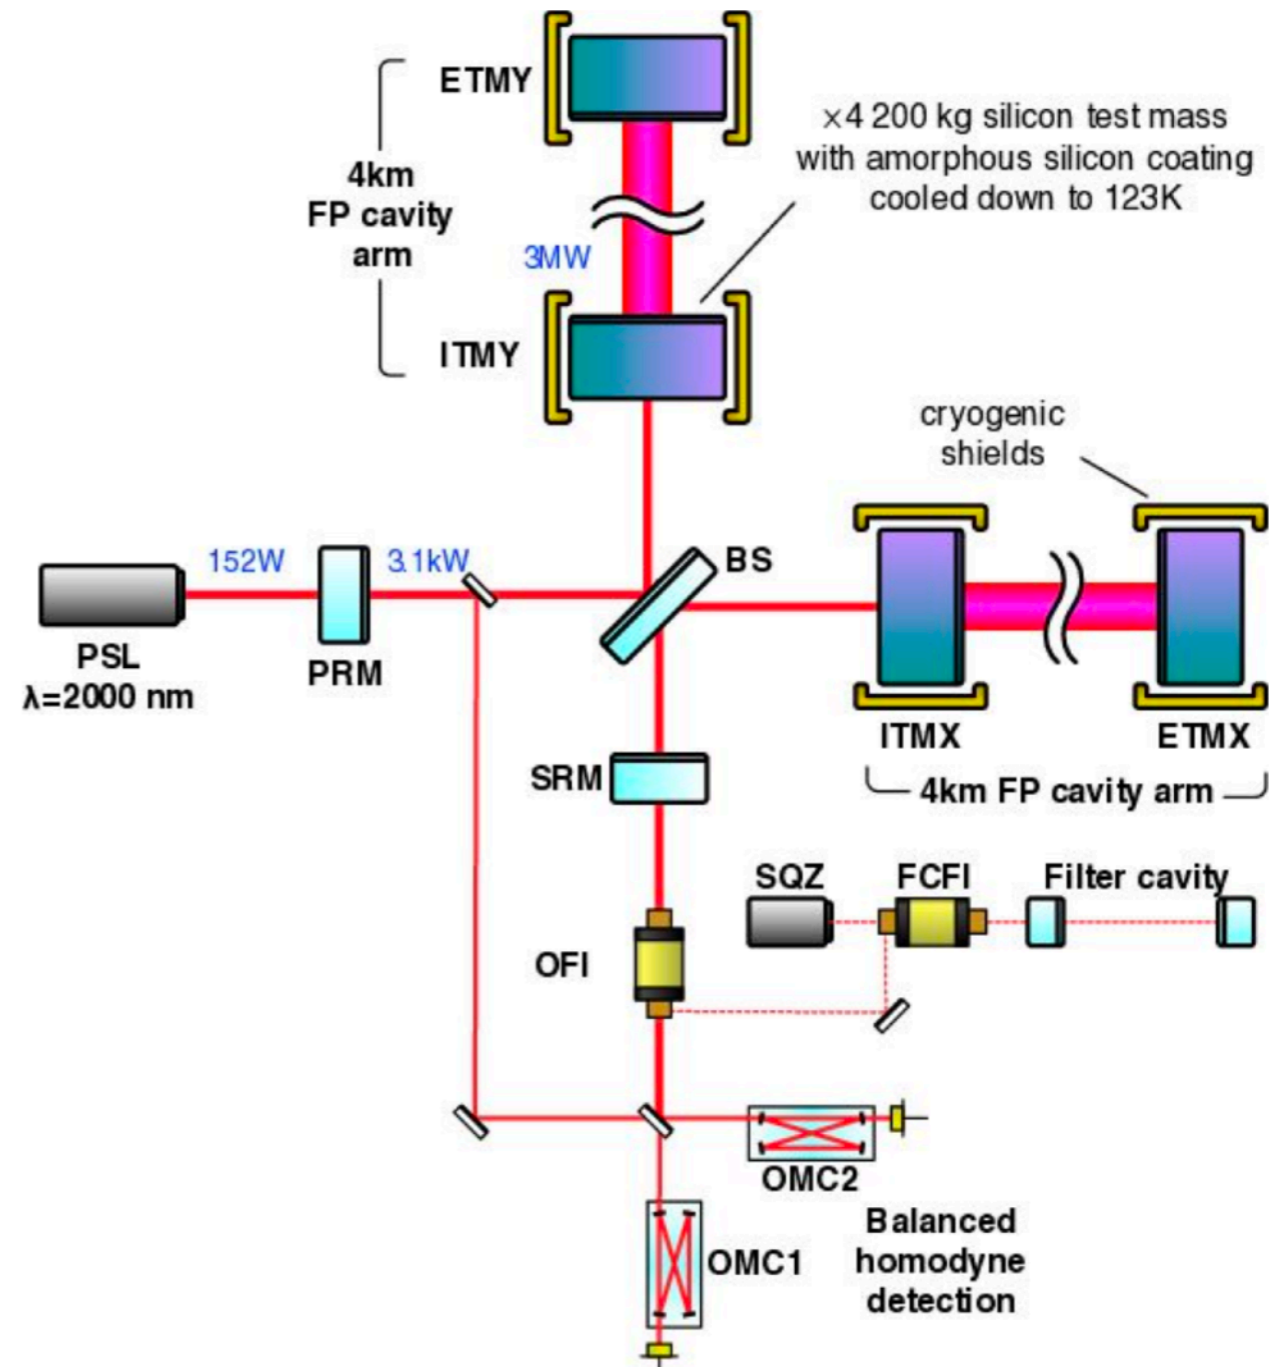 ETMY
×4 200 kg silicon test mass
with amorphous silicon coating
cooled down to 123K
4km
FP cavity
arm
3MW
ITMY
cryogenic
shields
152W
3.1kW
BS
PSL
λ=2000 nm
PRM
ITMX
ETMX
4km FP cavity arm
SRM
SQZ
FCFI
Filter cavity
OFI
OMC2
OMC1
Balanced
homodyne
detection